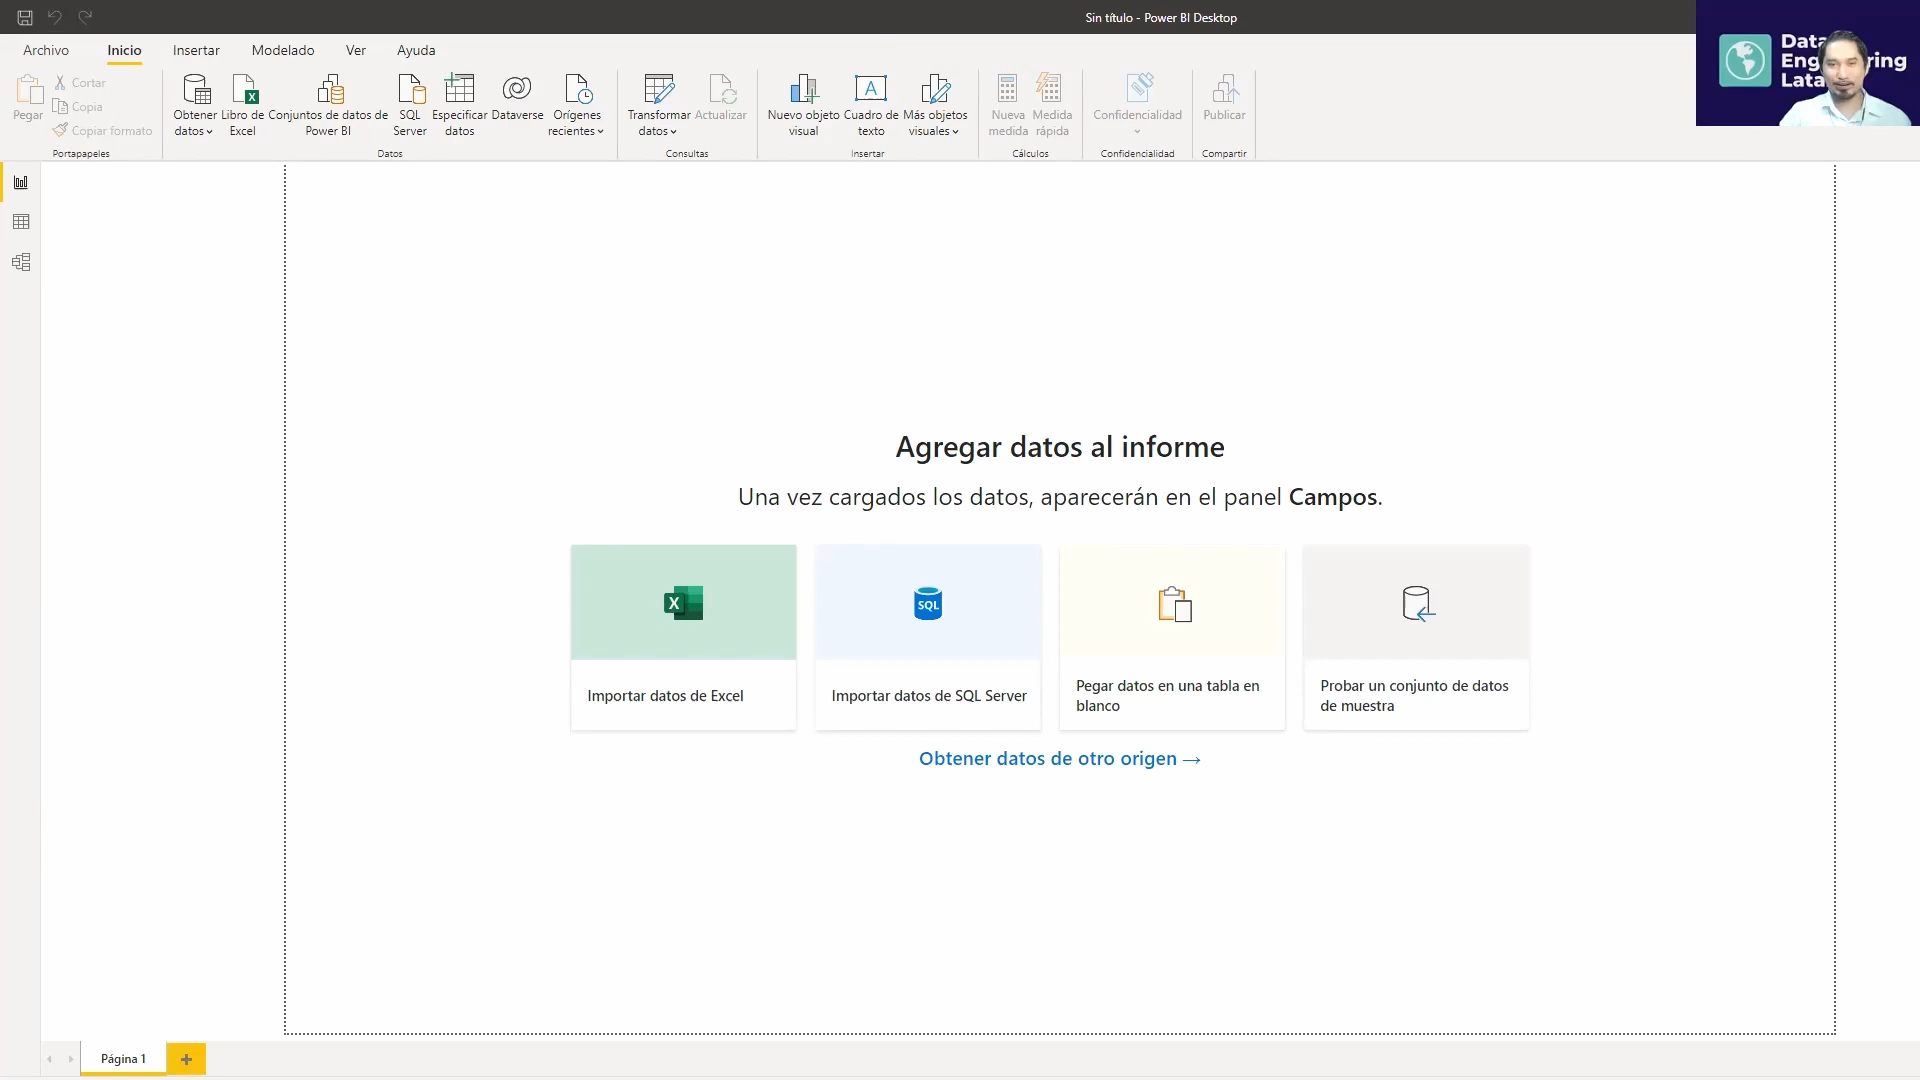 Sin título - Power BI Desktop
Archivo Inicio Insertar Modelado Ver Ayuda
Pegar
Cortar
Copia
Copiar formato
Portapapeles
Obtener datos
Libro de Excel
Conjuntos de datos de Power BI
SQL Server
Especificar datos
Dataverse
Orígenes recientes
Datos
Transformar datos
Actualizar
Consultas
Nuevo objeto visual
Cuadro de texto
Más objetos visuales
Insertar
Nueva medida
Medida rápida
Cálculos
Confidencialidad
Confidencialidad
Publicar
Compartir
Data
Eng ring
Lata
Agregar datos al informe
Una vez cargados los datos, aparecerán en el panel Campos.
X
SQL
Importar datos de Excel
Importar datos de SQL Server
Pegar datos en una tabla en
blanco
Probar un conjunto de datos
de muestra
Obtener datos de otro origen →
Página 1